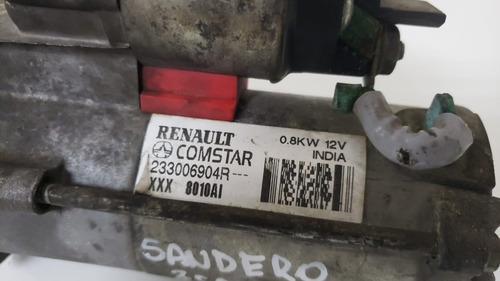 RENAULT
COMSTAR
233006904R---
XXX 8010AI
0.8KW 12V
INDIA
SANDERO